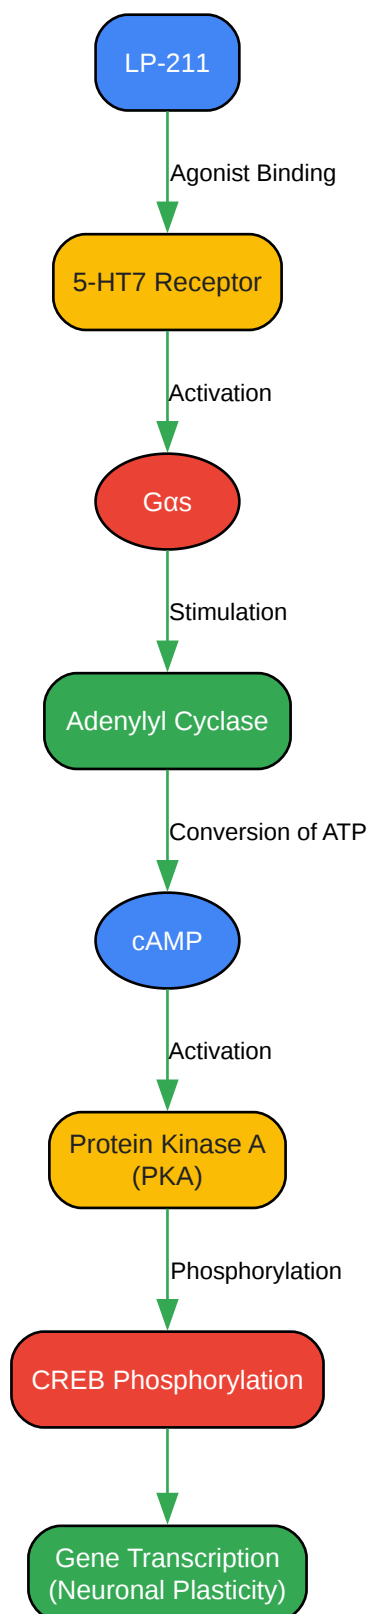 LP-211
Agonist Binding
5-HT7 Receptor
Activation
Gαs
Stimulation
Adenylyl Cyclase
Conversion of ATP
cAMP
Activation
Protein Kinase A
(PKA)
Phosphorylation
CREB Phosphorylation
Gene Transcription
(Neuronal Plasticity)